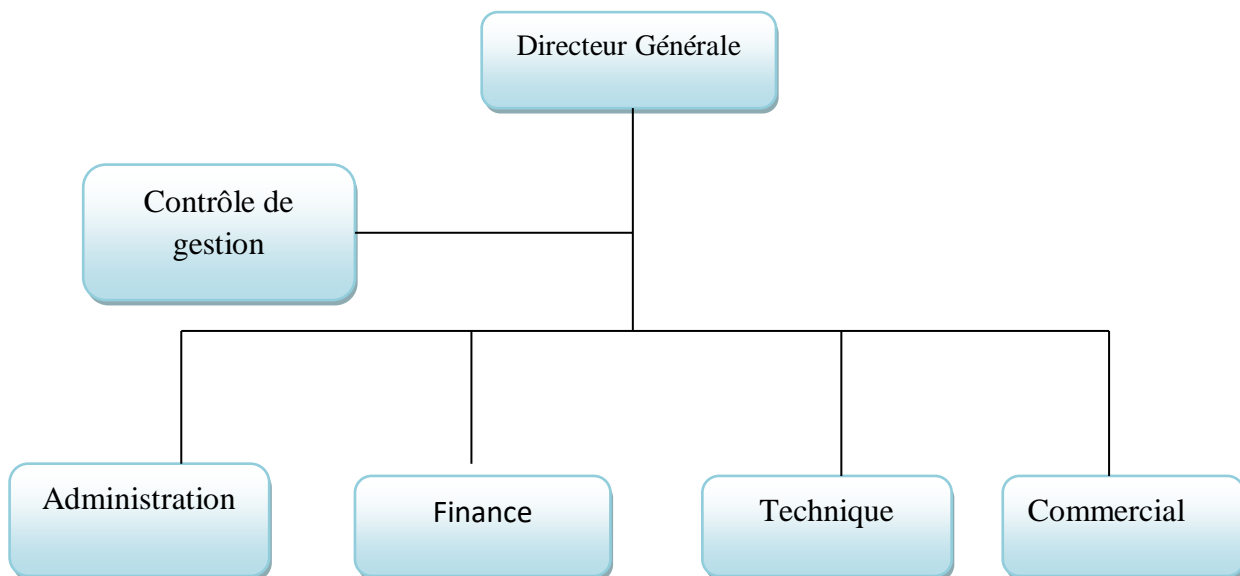 Directeur Générale
Contrôle de
gestion
Administration
Finance
Technique
Commercial